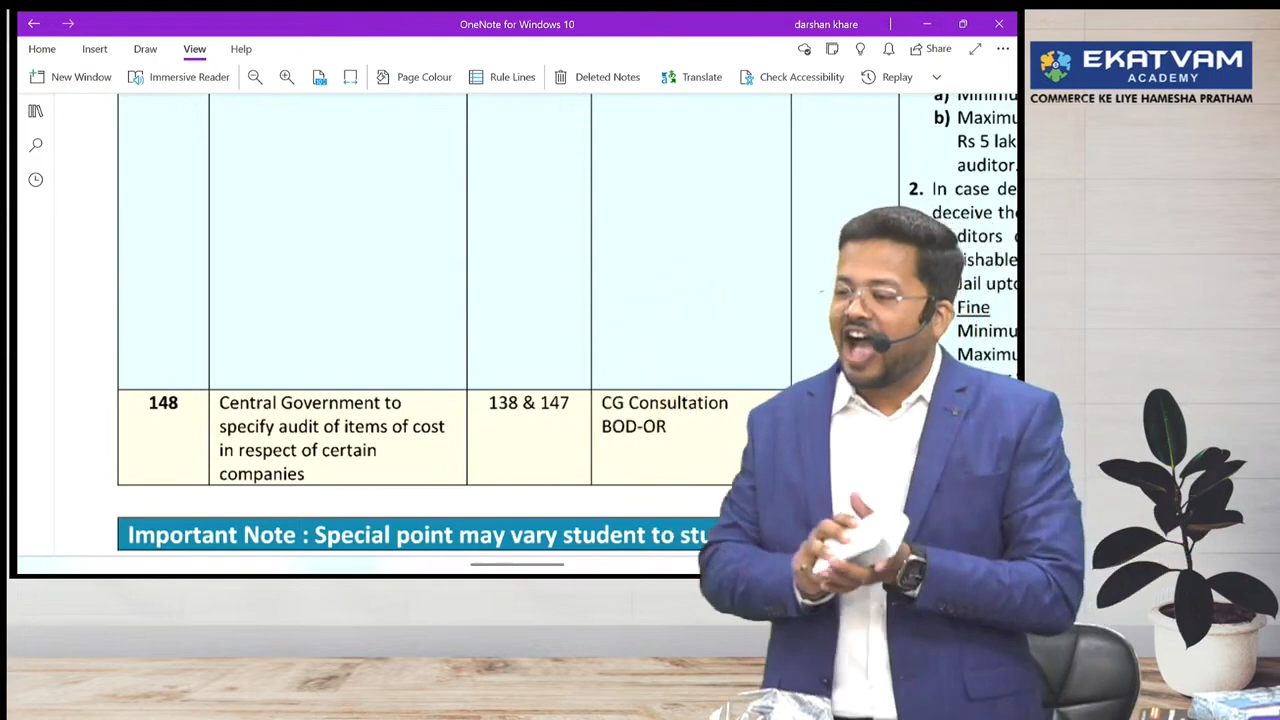 OneNote for Windows 10
darshan khare
Home Insert Draw View Help
Share
New Window Immersive Reader Page Colour Rule Lines Deleted Notes Translate Check Accessibility Replay
EKATVAM
ACADEMY
COMMERCE KE LIYE HAMESHA PRATHAM
a)
b) Maximu
Rs 5 lak
auditor.
2. In case de
deceive the
ditors
ishable
Jail upto
Fine
Minimu
Maximu
148
Central Government to
specify audit of items of cost
in respect of certain
companies
138 & 147
CG Consultation
BOD-OR
Important Note : Special point may vary student to stu